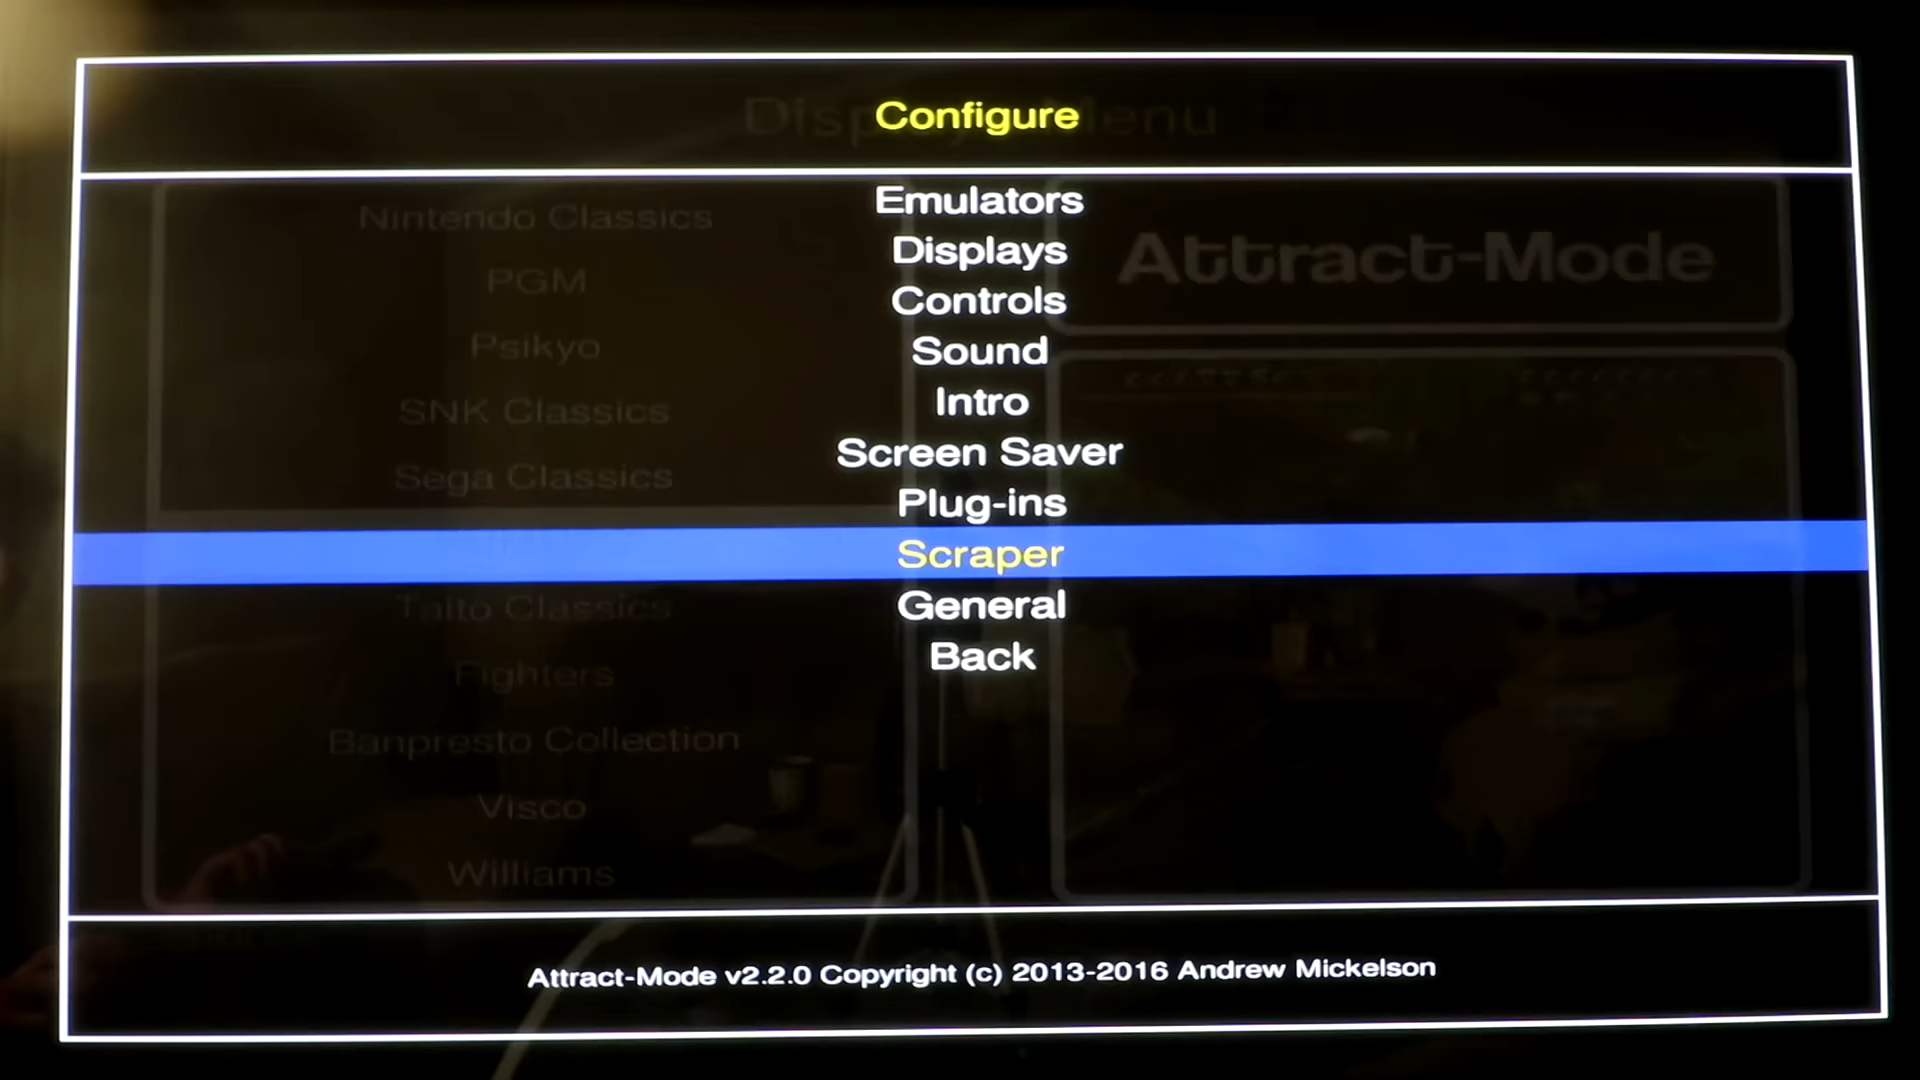 Display Menu
Configure
Emulators
Displays
Controls
Sound
Intro
Screen Saver
Plug-ins
Scraper
General
Back
Nintendo Classics
PGM
Psikyo
SNK Classics
Sega Classics
Taito Classics
Fighters
Banpresto Collection
Visco
Williams
Attract-Mode
Attract-Mode v2.2.0 Copyright (c) 2013-2016 Andrew Mickelson